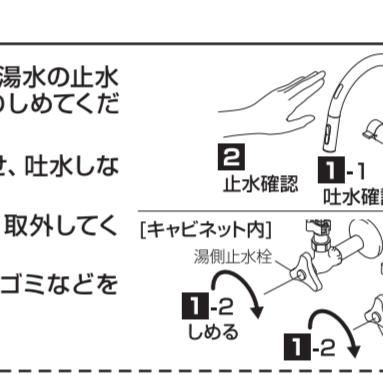 湯水の止水
のしめてくだ
せ、吐水しな
取外してく
ゴミなどを
2
止水確認
1-1
吐水確
[キャビネット内]
湯側止水栓
1-2
しめる
1-2